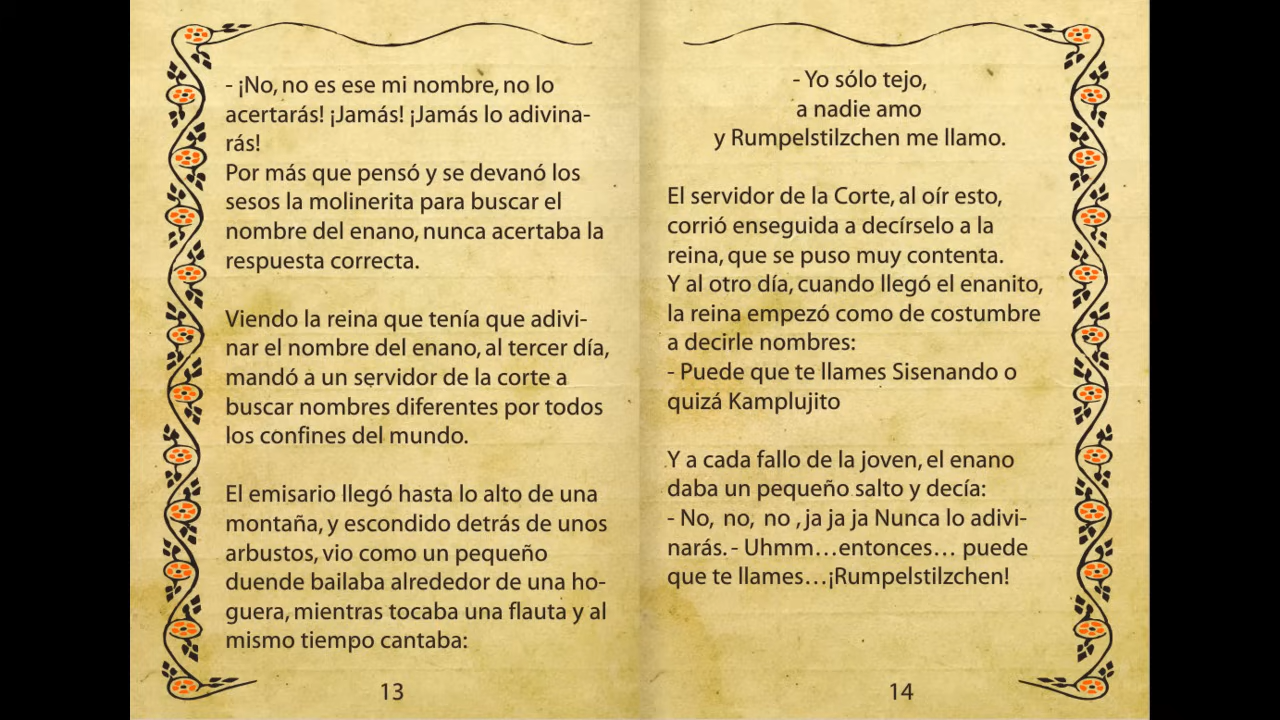 - ¡No, no es ese mi nombre, no lo
acertarás! ¡Jamás! ¡Jamás lo adivina-
rás!
Por más que pensó y se devanó los
sesos la molinerita para buscar el
nombre del enano, nunca acertaba la
respuesta correcta.
Viendo la reina que tenía que adivi-
nar el nombre del enano, al tercer día,
mandó a un servidor de la corte a
buscar nombres diferentes por todos
los confines del mundo.
El emisario llegó hasta lo alto de una
montaña, y escondido detrás de unos
arbustos, vio como un pequeño
duende bailaba alrededor de una ho-
guera, mientras tocaba una flauta y al
mismo tiempo cantaba:
13
- Yo sólo tejo,
a nadie amo
y Rumpelstilzchen me llamo.
El servidor de la Corte, al oír esto,
corrió enseguida a decírselo a la
reina, que se puso muy contenta.
Y al otro día, cuando llegó el enanito,
la reina empezó como de costumbre
a decirle nombres:
- Puede que te llames Sisenando o
quizá Kamplujito
Y a cada fallo de la joven, el enano
daba un pequeño salto y decía:
- No, no, no , ja ja ja Nunca lo adivi-
narás. - Uhmm…entonces… puede
que te llames…¡Rumpelstilzchen!
14